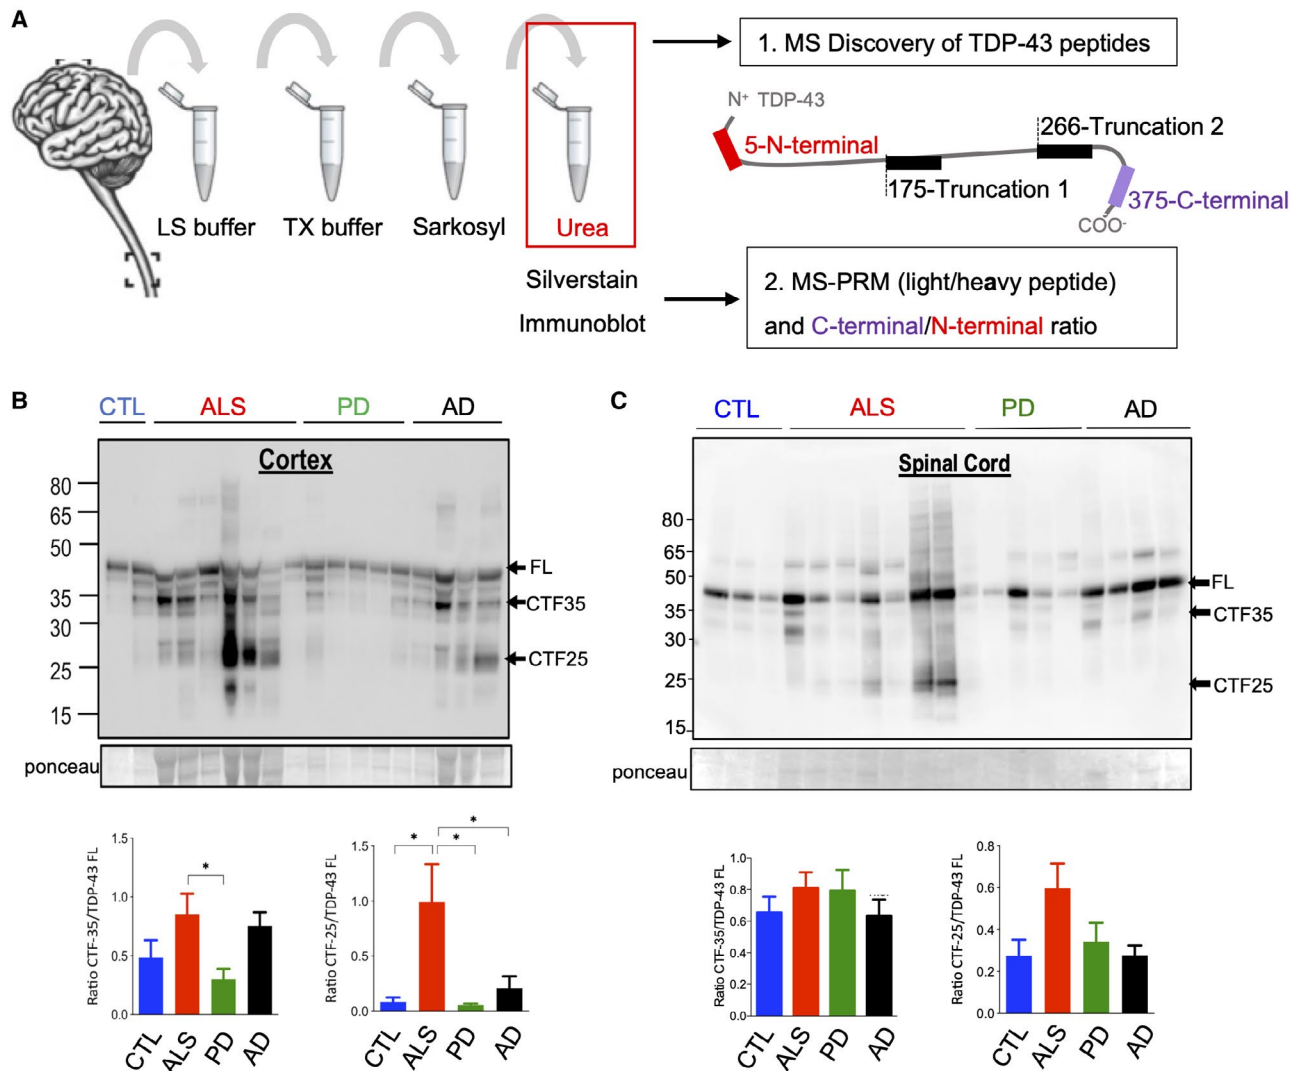 A
LS buffer
TX buffer
Sarkosyl
Urea
Silverstain
Immunoblot
1. MS Discovery of TDP-43 peptides
N+ TDP-43
5-N-terminal
175-Truncation 1
266-Truncation 2
375-C-terminal
COO-
2. MS-PRM (light/heavy peptide)
and C-terminal/N-terminal ratio
B
CTL ALS PD AD
Cortex
80
65
50
35
30
25
15
FL
CTF35
CTF25
ponceau
Ratio CTF-35/TDP-43 FL
1.5
1.0
0.5
0.0
*
CTL ALS PD AD
Ratio CTF-25/TDP-43 FL
1.5
1.0
0.5
0.0
* * *
CTL ALS PD AD
C
CTL ALS PD AD
Spinal Cord
80
65
50
35
30
25
15
FL
CTF35
CTF25
ponceau
Ratio CTF-35/TDP-43 FL
1.0
0.8
0.6
0.4
0.2
0.0
CTL ALS PD AD
Ratio CTF-25/TDP-43 FL
0.8
0.6
0.4
0.2
0.0
CTL ALS PD AD